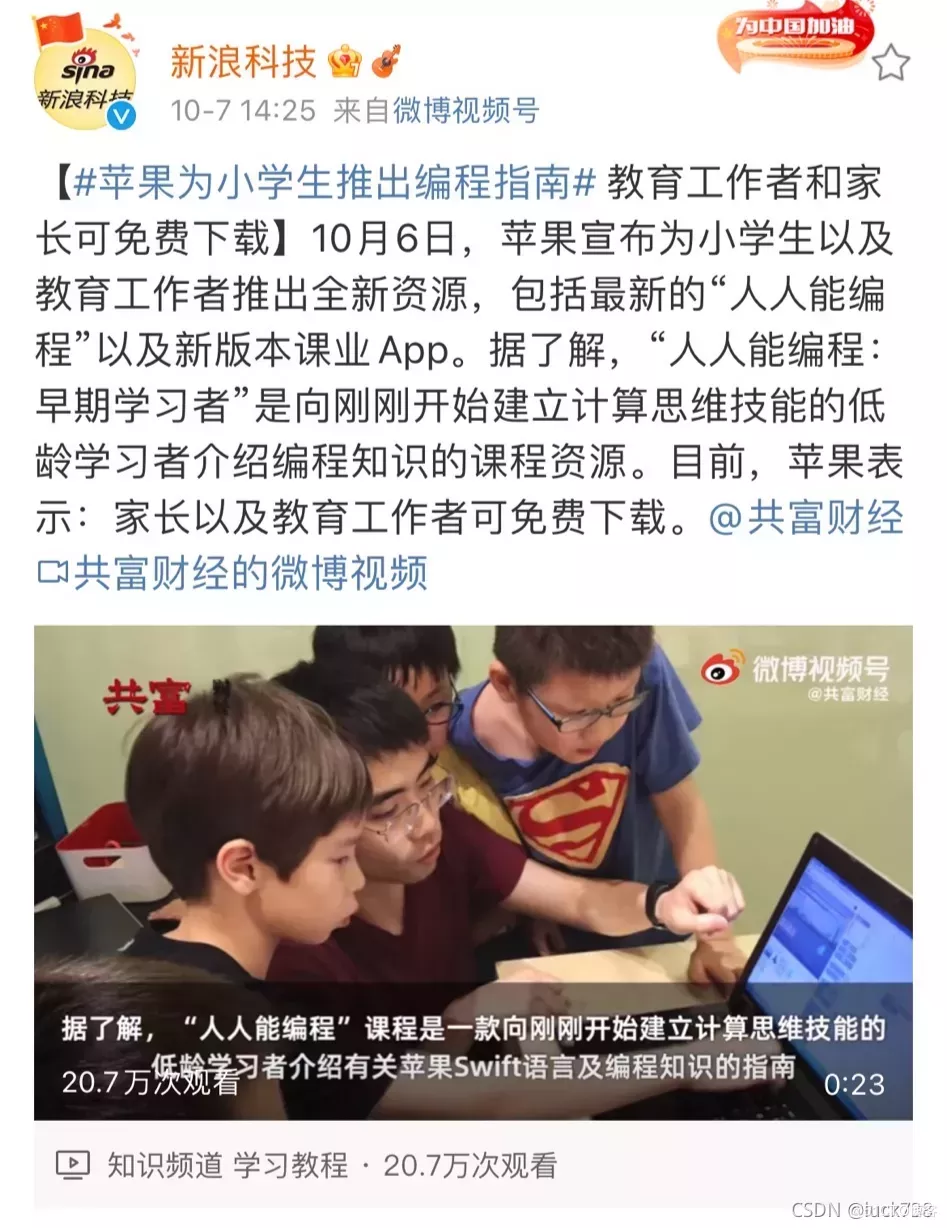 sina
新浪科技
新浪科技
为中国加油
10-7 14:25 来自微博视频号
【#苹果为小学生推出编程指南# 教育工作者和家
长可免费下载】10月6日，苹果宣布为小学生以及
教育工作者推出全新资源，包括最新的“人人能编
程”以及新版本课业App。据了解，“人人能编程：
早期学习者”是向刚刚开始建立计算思维技能的低
龄学习者介绍编程知识的课程资源。目前，苹果表
示：家长以及教育工作者可免费下载。@共富财经
共富财经的微博视频
共富
微博视频号
@共富财经
据了解，“人人能编程”课程是一款向刚刚开始建立计算思维技能的
低龄学习者介绍有关苹果Swift语言及编程知识的指南
20.7万次观看
0:23
知识频道 学习教程 · 20.7万次观看
CSDN @luck728